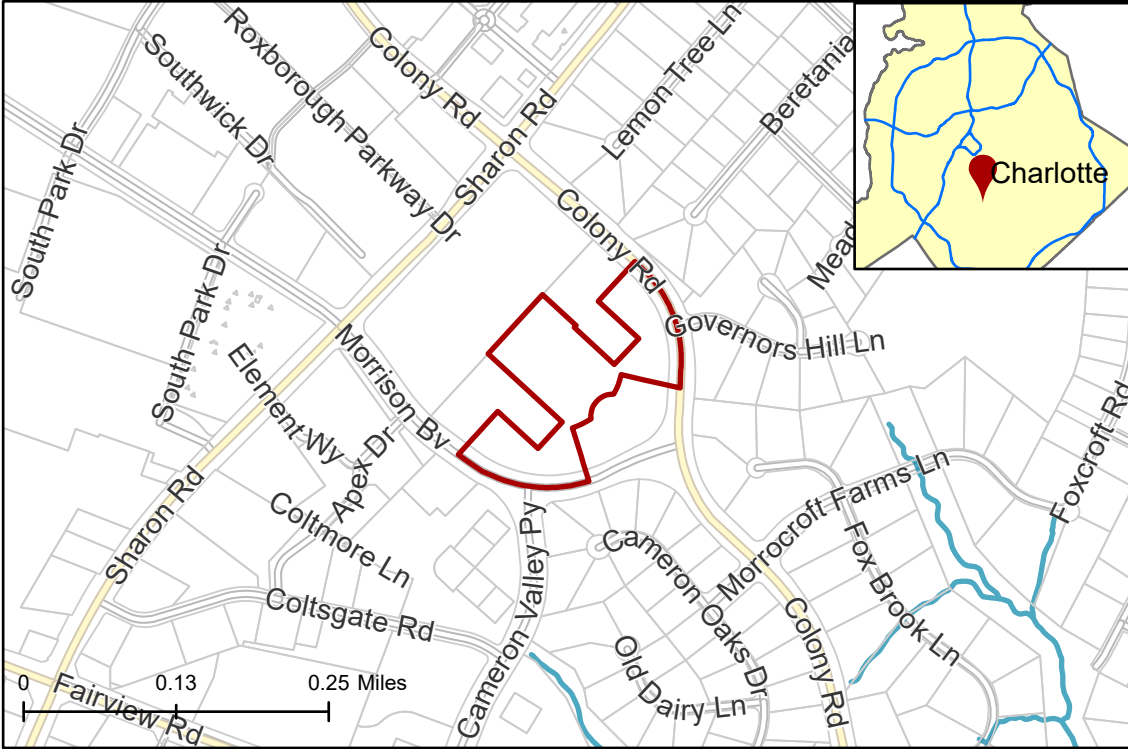 Roxborough Parkway Dr
Colony Rd
Lemon Tree Ln
Southwick Dr
Beretania
Sharon Rd
Charlotte
South Park Dr
Colony Rd
Mead
South Park Dr
Governors Hill Ln
Morrison Bv
Element Wy
Apex Dr
Foxcroft Rd
Sharon Rd
Coltmore Ln
Morrocroft Farms Ln
Cameron Valley Py
Cameron Oaks Dr
Fox Brook Ln
Coltsgate Rd
Colony Rd
Old Dairy Ln
0 0.13 0.25 Miles
Fairview Rd